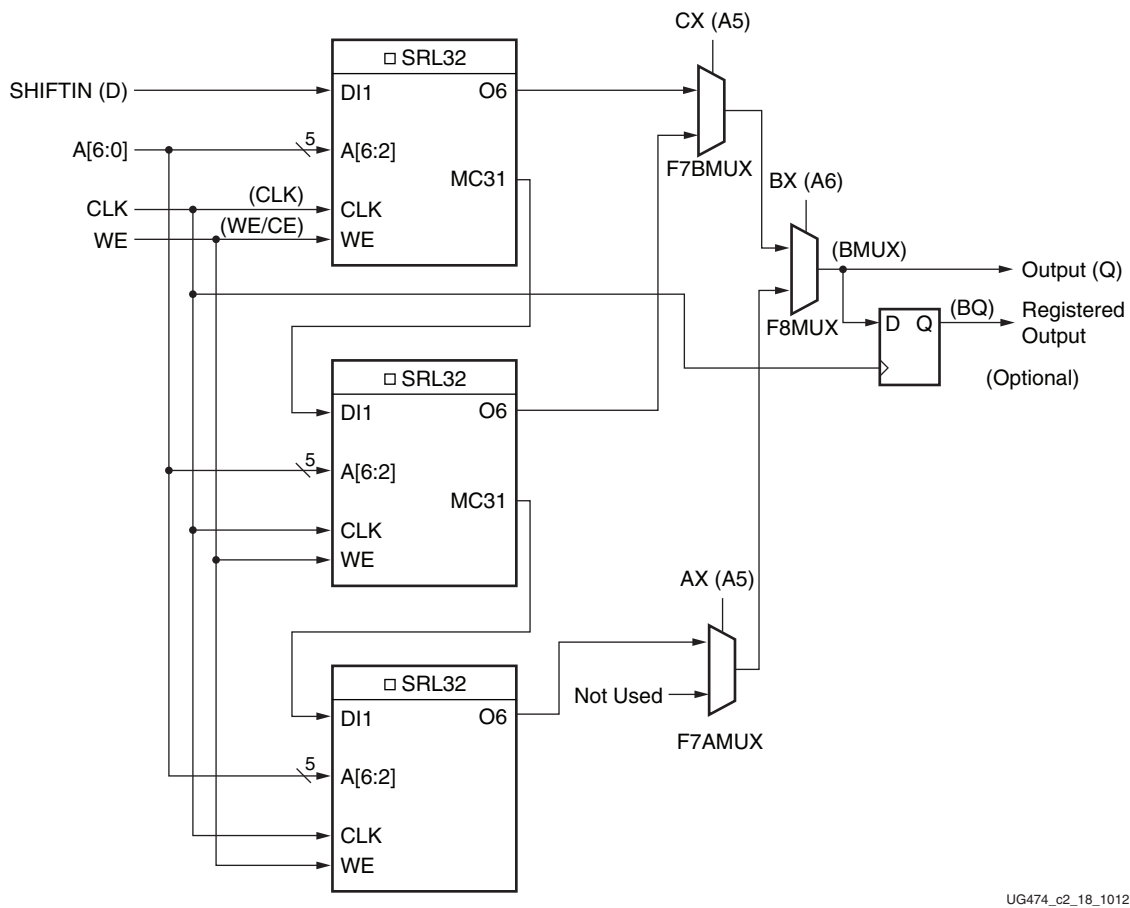 CX (A5)
□ SRL32
SHIFTIN (D)
DI1
O6
A[6:0]
5
A[6:2]
F7BMUX
MC31
BX (A6)
CLK
(CLK)
CLK
WE
(WE/CE)
WE
(BMUX)
Output (Q)
F8MUX
D Q
(BQ)
Registered
Output
(Optional)
□ SRL32
DI1
O6
5
A[6:2]
MC31
CLK
WE
AX (A5)
□ SRL32
Not Used
DI1
O6
F7AMUX
5
A[6:2]
CLK
WE
UG474_c2_18_1012